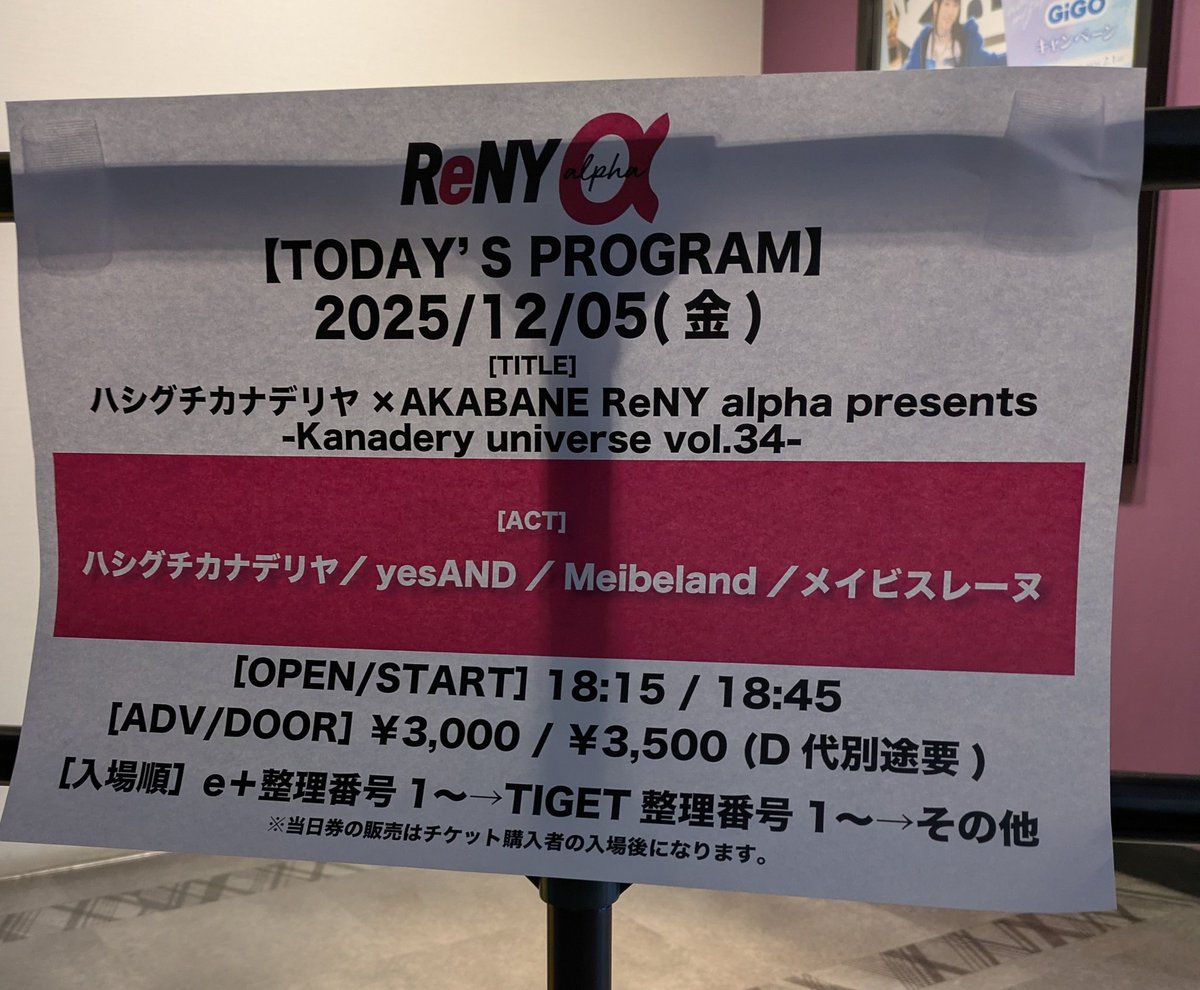 GiGO
キャンペーン
ReNY alpha
【TODAY'S PROGRAM】
2025/12/05(金)
[TITLE]
ハシグチカナデリヤ ×AKABANE ReNY alpha presents
-Kanadery universe vol.34-
[ACT]
ハシグチカナデリヤ／ yesAND ／ Meibeland ／メイビスレーヌ
[OPEN/START] 18:15 / 18:45
[ADV/DOOR] ¥3,000 / ¥3,500 (D代別途要)
[入場順] e+整理番号 1〜→TIGET 整理番号 1〜→その他
※当日券の販売はチケット購入者の入場後になります。